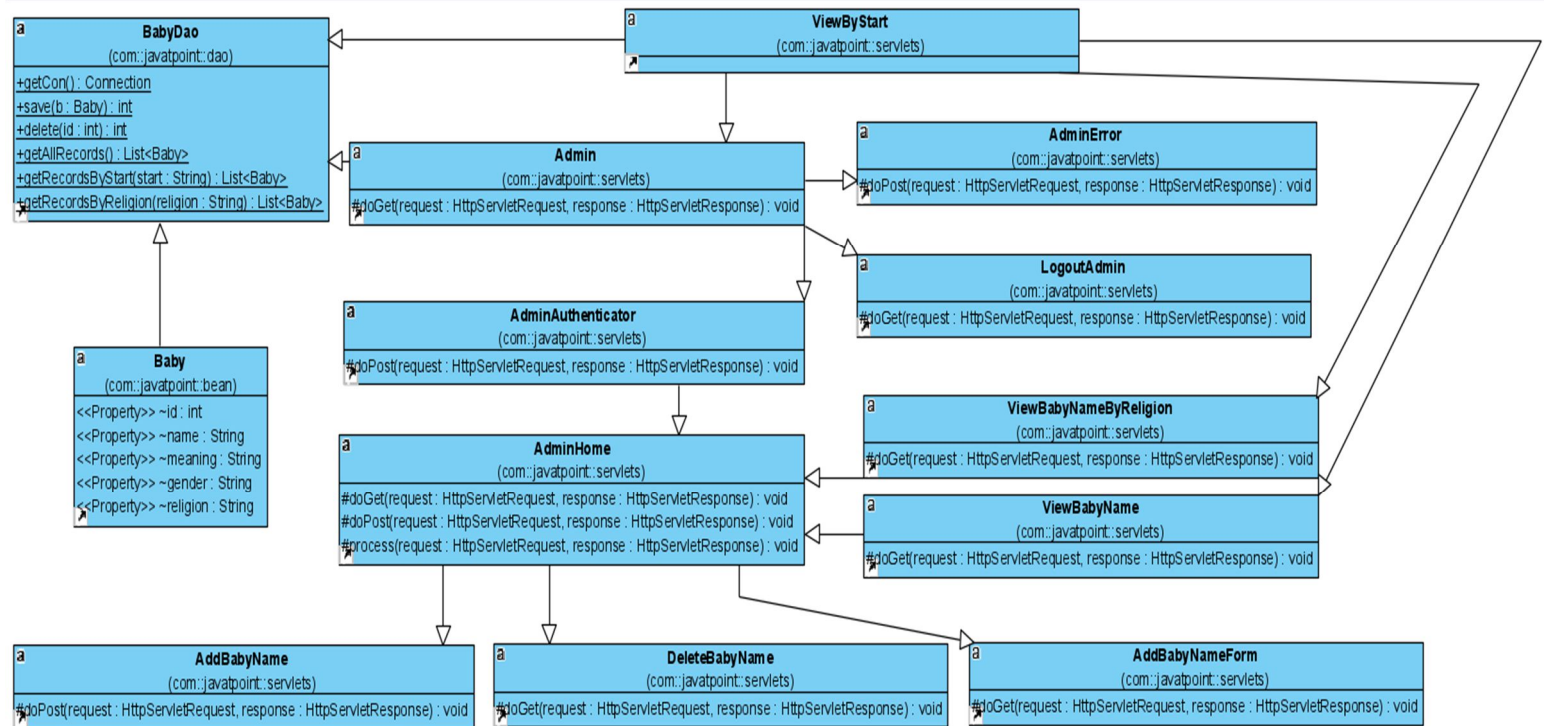 a
BabyDao
(com::javatpoint::dao)
+getCon() : Connection
+save(b : Baby) : int
+delete(id : int) : int
+getAllRecords() : List<Baby>
+getRecordsByStart(start : String) : List<Baby>
+getRecordsByReligion(religion : String) : List<Baby>
a
ViewByStart
(com::javatpoint::servlets)
a
Admin
(com::javatpoint::servlets)
#doGet(request : HttpServletRequest, response : HttpServletResponse) : void
a
AdminError
(com::javatpoint::servlets)
#doPost(request : HttpServletRequest, response : HttpServletResponse) : void
a
LogoutAdmin
(com::javatpoint::servlets)
#doGet(request : HttpServletRequest, response : HttpServletResponse) : void
a
AdminAuthenticator
(com::javatpoint::servlets)
#doPost(request : HttpServletRequest, response : HttpServletResponse) : void
a
Baby
(com::javatpoint::bean)
<<Property>> ~id : int
<<Property>> ~name : String
<<Property>> ~meaning : String
<<Property>> ~gender : String
<<Property>> ~religion : String
a
ViewBabyNameByReligion
(com::javatpoint::servlets)
#doGet(request : HttpServletRequest, response : HttpServletResponse) : void
a
AdminHome
(com::javatpoint::servlets)
#doGet(request : HttpServletRequest, response : HttpServletResponse) : void
#doPost(request : HttpServletRequest, response : HttpServletResponse) : void
#process(request : HttpServletRequest, response : HttpServletResponse) : void
a
ViewBabyName
(com::javatpoint::servlets)
#doGet(request : HttpServletRequest, response : HttpServletResponse) : void
a
AddBabyName
(com::javatpoint::servlets)
#doPost(request : HttpServletRequest, response : HttpServletResponse) : void
a
DeleteBabyName
(com::javatpoint::servlets)
#doGet(request : HttpServletRequest, response : HttpServletResponse) : void
a
AddBabyNameForm
(com::javatpoint::servlets)
#doGet(request : HttpServletRequest, response : HttpServletResponse) : void